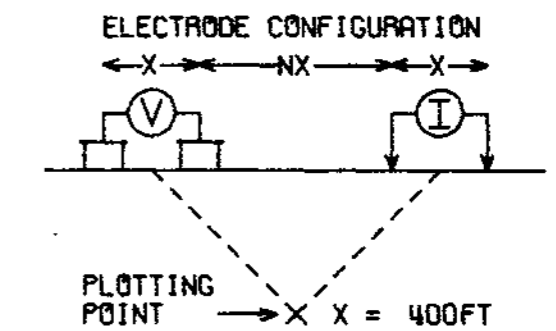 ELECTRODE CONFIGURATION
X NX X
V I
PLOTTING
POINT X X = 400FT